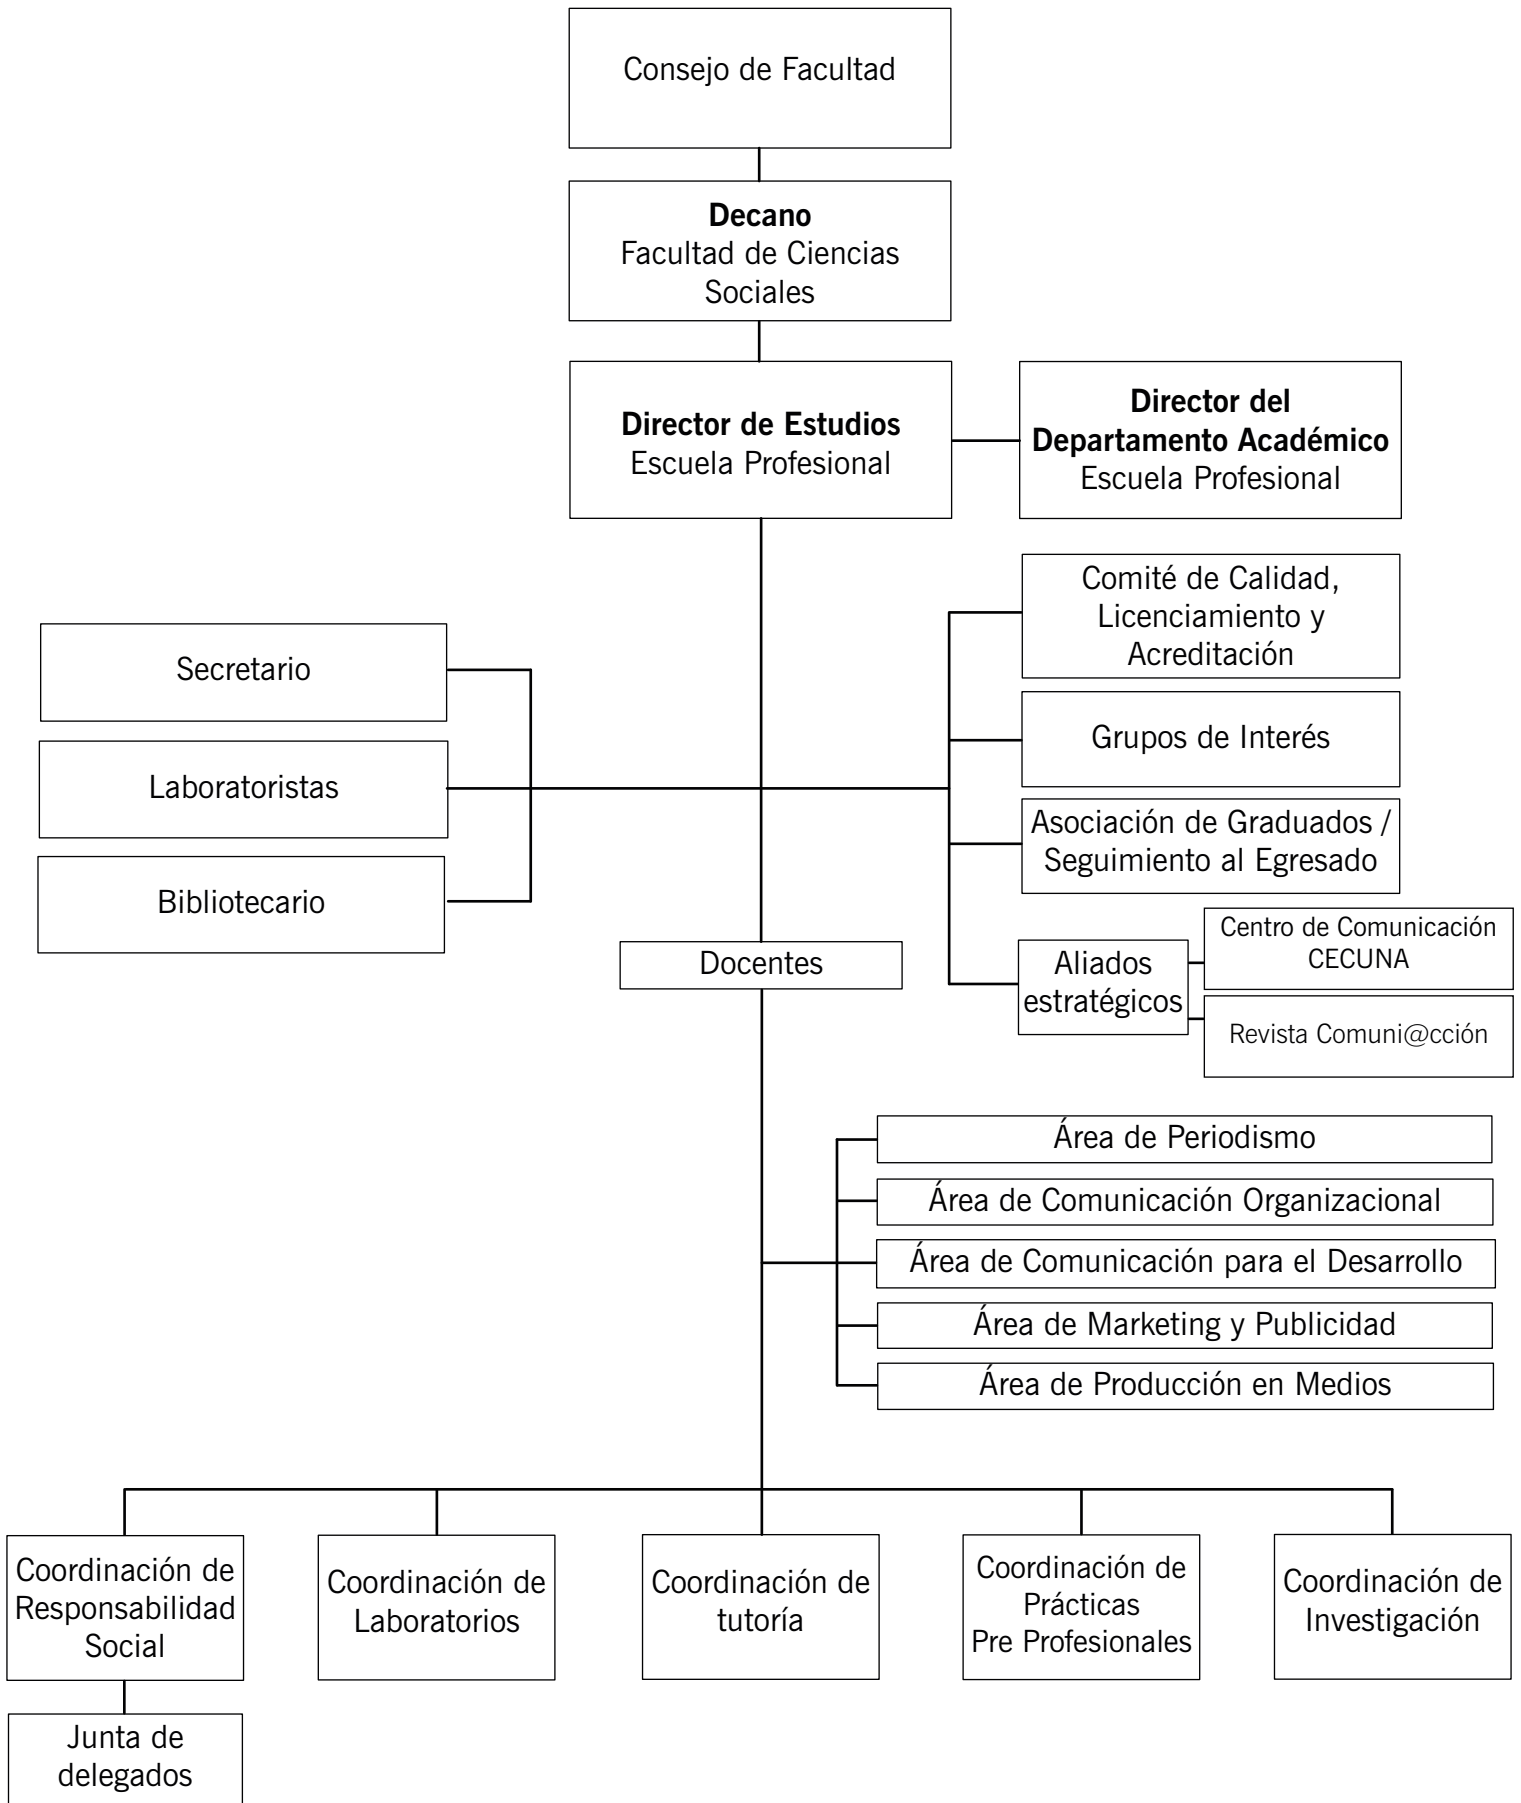 Consejo de Facultad
Decano
Facultad de Ciencias
Sociales
Director de Estudios
Escuela Profesional
Director del
Departamento Académico
Escuela Profesional
Secretario
Laboratoristas
Bibliotecario
Comité de Calidad,
Licenciamiento y
Acreditación
Grupos de Interés
Asociación de Graduados /
Seguimiento al Egresado
Aliados
estratégicos
Centro de Comunicación
CECUNA
Revista Comuni@cción
Docentes
Área de Periodismo
Área de Comunicación Organizacional
Área de Comunicación para el Desarrollo
Área de Marketing y Publicidad
Área de Producción en Medios
Coordinación de
Responsabilidad
Social
Coordinación de
Laboratorios
Coordinación de
tutoría
Coordinación de
Prácticas
Pre Profesionales
Coordinación de
Investigación
Junta de
delegados